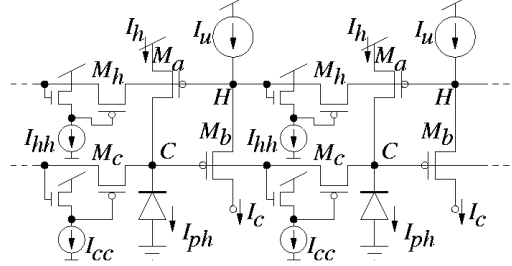 I_h I_u I_h I_u
M_a M_a
M_h M_h
H H
I_hh M_b I_hh M_b
M_c C M_c C
I_c I_c
I_cc I_ph I_cc I_ph